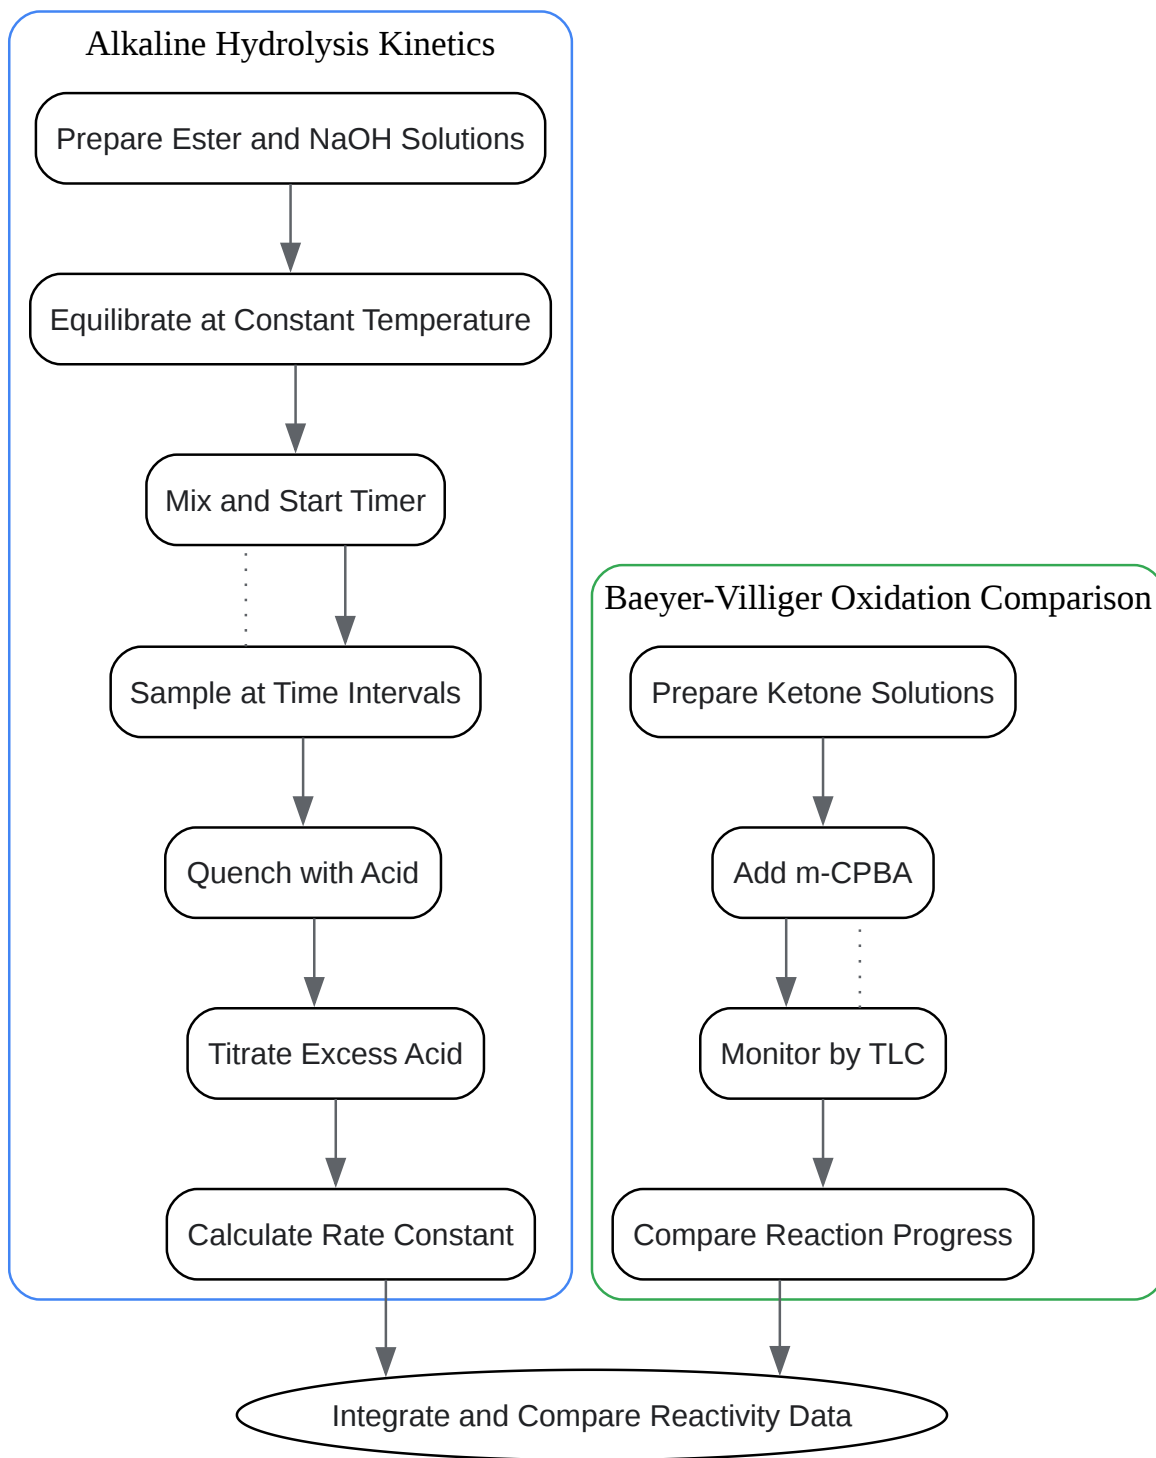 Alkaline Hydrolysis Kinetics
Prepare Ester and NaOH Solutions
Equilibrate at Constant Temperature
Mix and Start Timer
Sample at Time Intervals
Quench with Acid
Titrate Excess Acid
Calculate Rate Constant
Baeyer-Villiger Oxidation Comparison
Prepare Ketone Solutions
Add m-CPBA
Monitor by TLC
Compare Reaction Progress
Integrate and Compare Reactivity Data